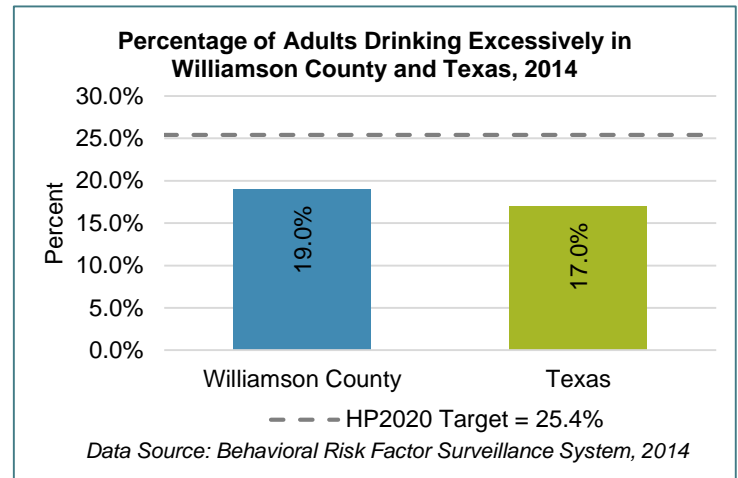 Percentage of Adults Drinking Excessively in
Williamson County and Texas, 2014
30.0%
25.0%
20.0%
15.0%
10.0%
5.0%
0.0%
Percent
19.0%
17.0%
Williamson County
Texas
HP2020 Target = 25.4%
Data Source: Behavioral Risk Factor Surveillance System, 2014